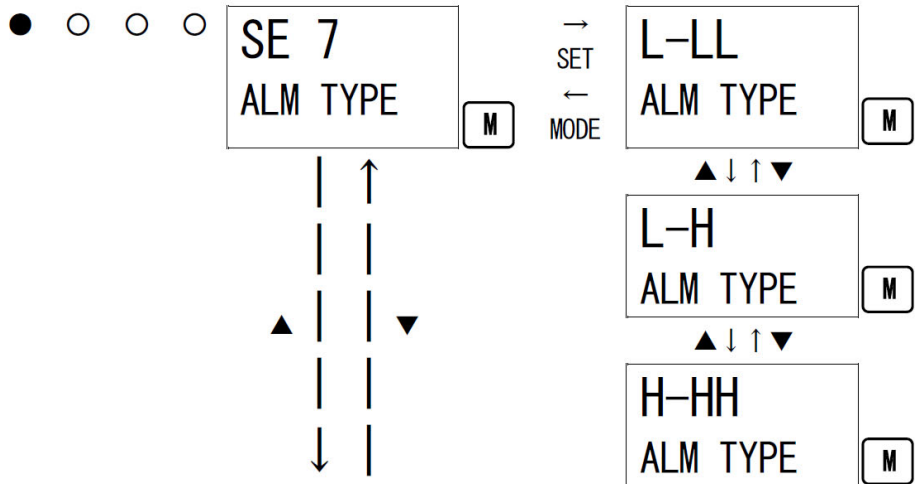 ● ○ ○ ○
SE 7
ALM TYPE
M
→
SET
←
MODE
L-LL
ALM TYPE
M
▲↓↑▼
L-H
ALM TYPE
M
▲ ▼
▲↓↑▼
H-HH
ALM TYPE
M